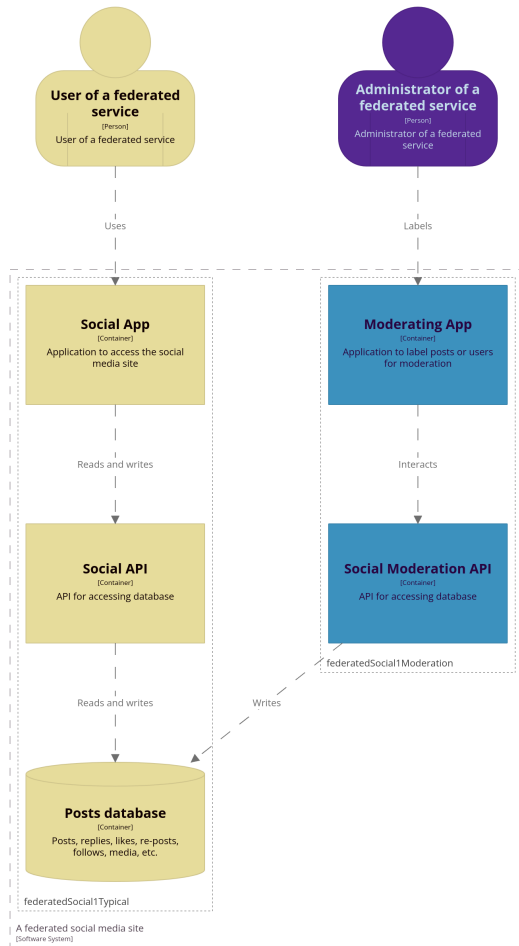 User of a federated
service
[Person]
User of a federated service
Administrator of a
federated service
[Person]
Administrator of a federated
service
Uses
Labels
Social App
[Container]
Application to access the social
media site
Moderating App
[Container]
Application to label posts or users
for moderation
Reads and writes
Interacts
Social API
[Container]
API for accessing database
Social Moderation API
[Container]
API for accessing database
federatedSocial1Moderation
Reads and writes
Writes
Posts database
[Container]
Posts, replies, likes, re-posts,
follows, media, etc.
federatedSocial1Typical
A federated social media site
[Software System]